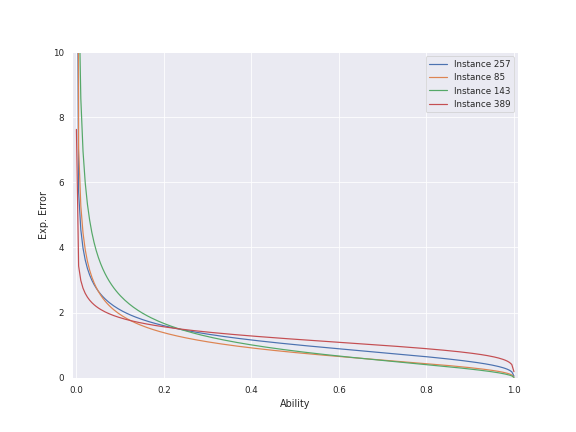 10
8
6
4
2
0
Exp. Error
0.0 0.2 0.4 0.6 0.8 1.0
Ability
Instance 257
Instance 85
Instance 143
Instance 389